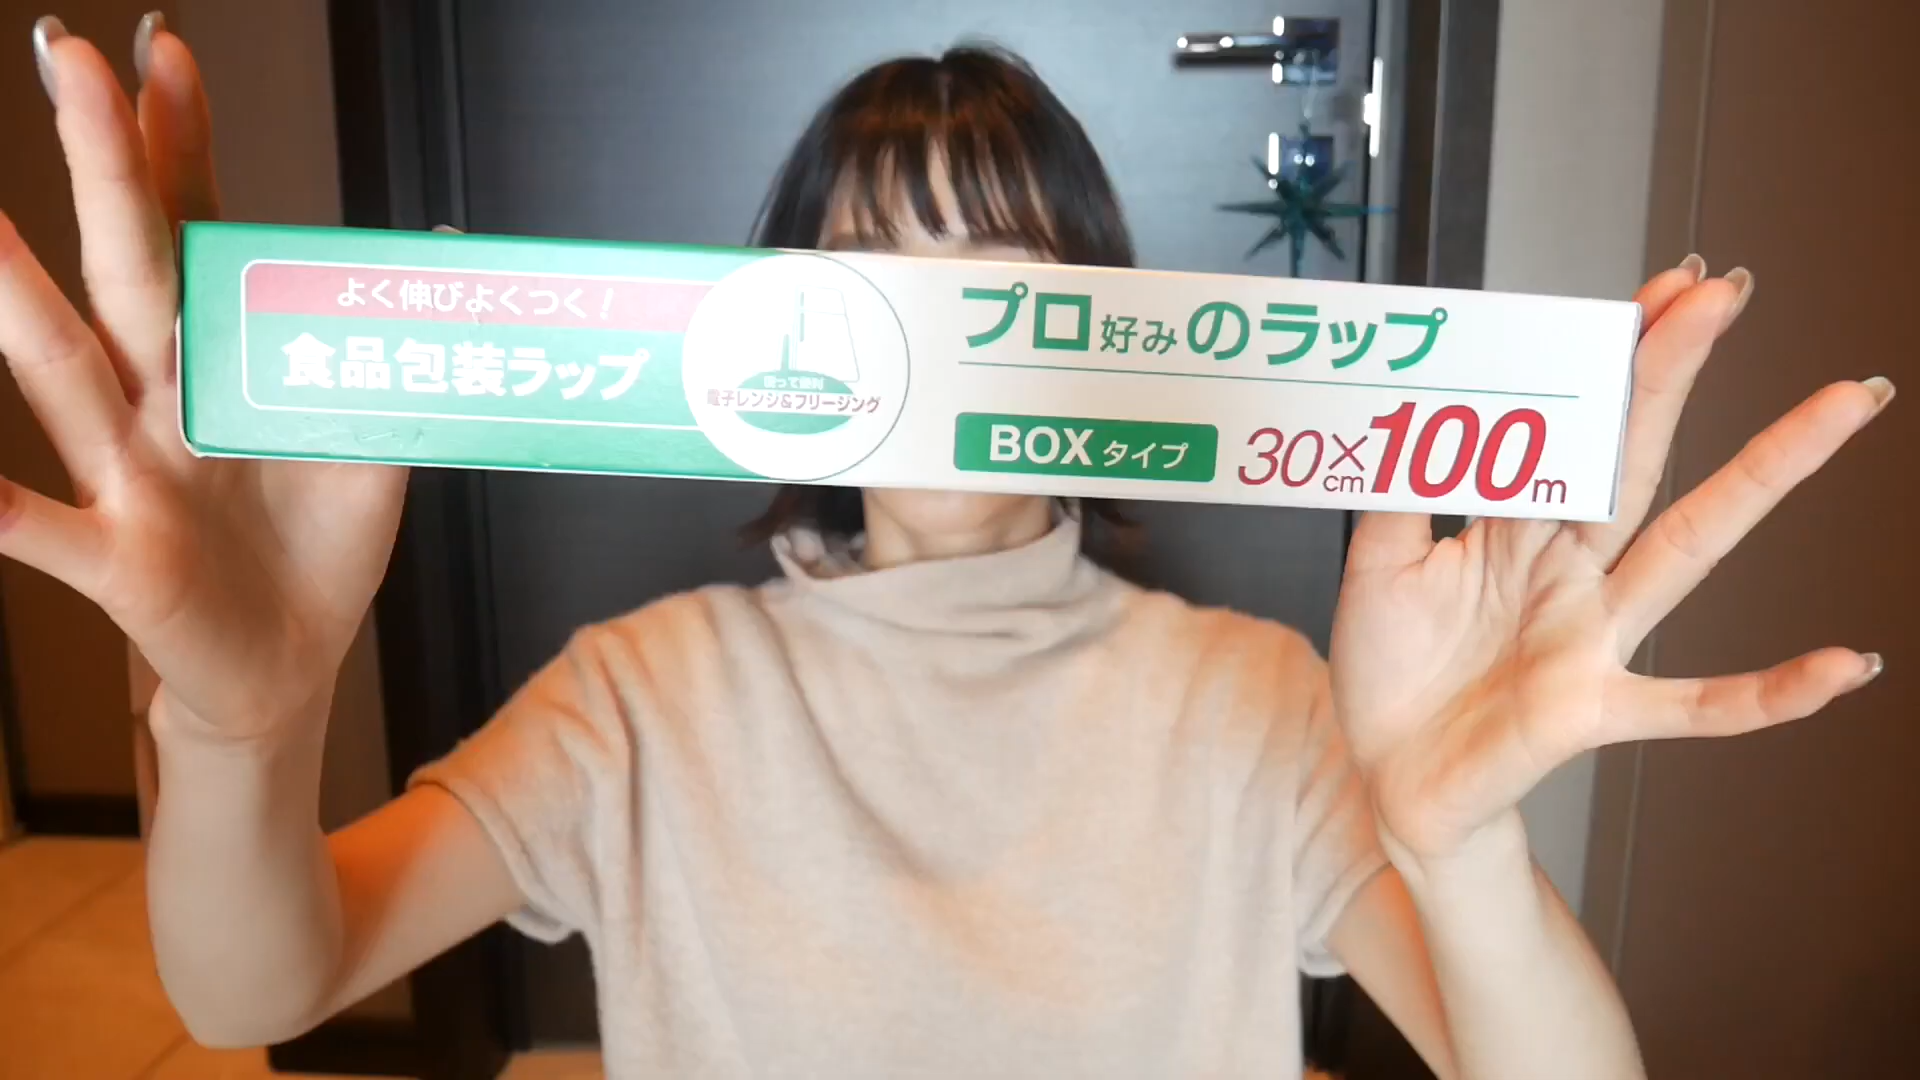 よく伸びよくつく!
食品包装ラップ
電子レンジ&フリージング
プロ好みのラップ
BOXタイプ
30cm×100m